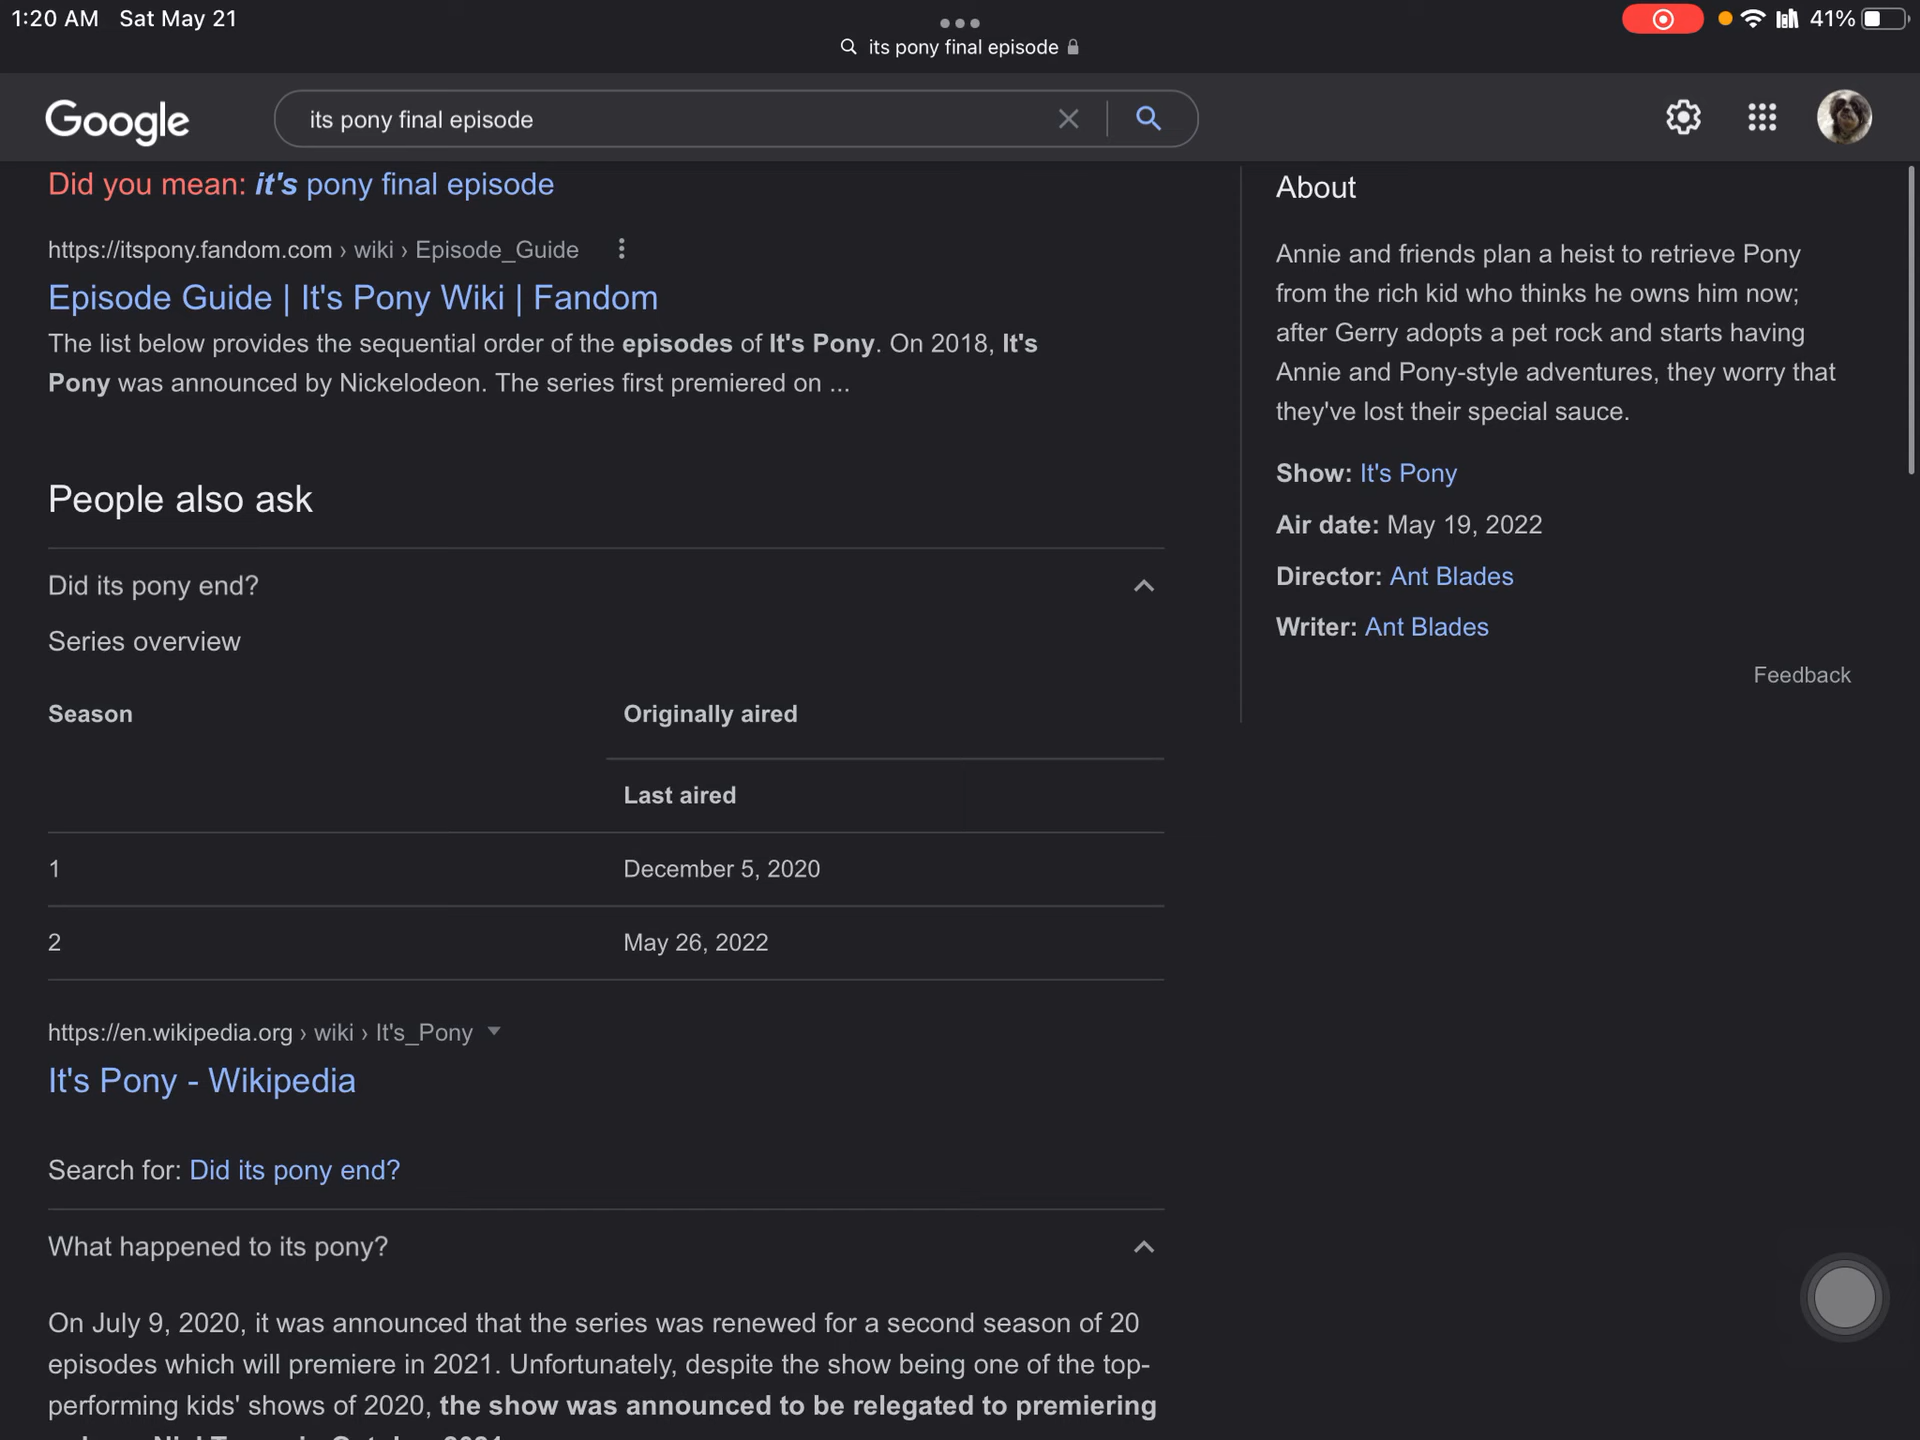 1:20 AM Sat May 21
41%
its pony final episode
Google
its pony final episode
Did you mean: it's pony final episode
https://itspony.fandom.com › wiki › Episode_Guide
Episode Guide | It's Pony Wiki | Fandom
The list below provides the sequential order of the episodes of It's Pony. On 2018, It's
Pony was announced by Nickelodeon. The series first premiered on ...
People also ask
Did its pony end?
Series overview
Season Originally aired
Last aired
1 December 5, 2020
2 May 26, 2022
https://en.wikipedia.org › wiki › It's_Pony
It's Pony - Wikipedia
Search for: Did its pony end?
What happened to its pony?
On July 9, 2020, it was announced that the series was renewed for a second season of 20
episodes which will premiere in 2021. Unfortunately, despite the show being one of the top-
performing kids' shows of 2020, the show was announced to be relegated to premiering
About
Annie and friends plan a heist to retrieve Pony
from the rich kid who thinks he owns him now;
after Gerry adopts a pet rock and starts having
Annie and Pony-style adventures, they worry that
they've lost their special sauce.
Show: It's Pony
Air date: May 19, 2022
Director: Ant Blades
Writer: Ant Blades
Feedback